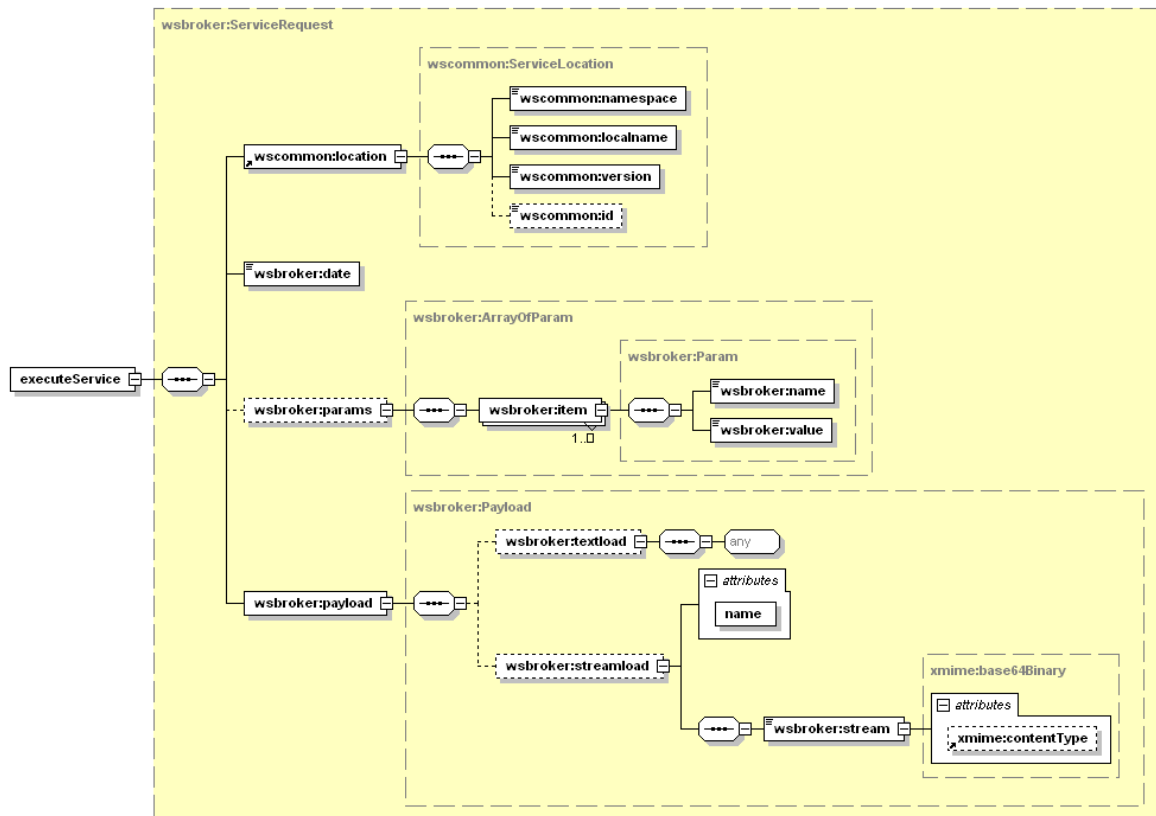 wsbroker:ServiceRequest
wscommon:ServiceLocation
wscommon:namespace
wscommon:localname
wscommon:location
wscommon:version
wscommon:id
wsbroker:date
wsbroker:ArrayOfParam
wsbroker:Param
executeService
wsbroker:params
wsbroker:item
wsbroker:name
1..
wsbroker:value
wsbroker:Payload
wsbroker:textload
any
attributes
name
wsbroker:payload
wsbroker:streamload
xmime:base64Binary
attributes
wsbroker:stream
xmime:contentType